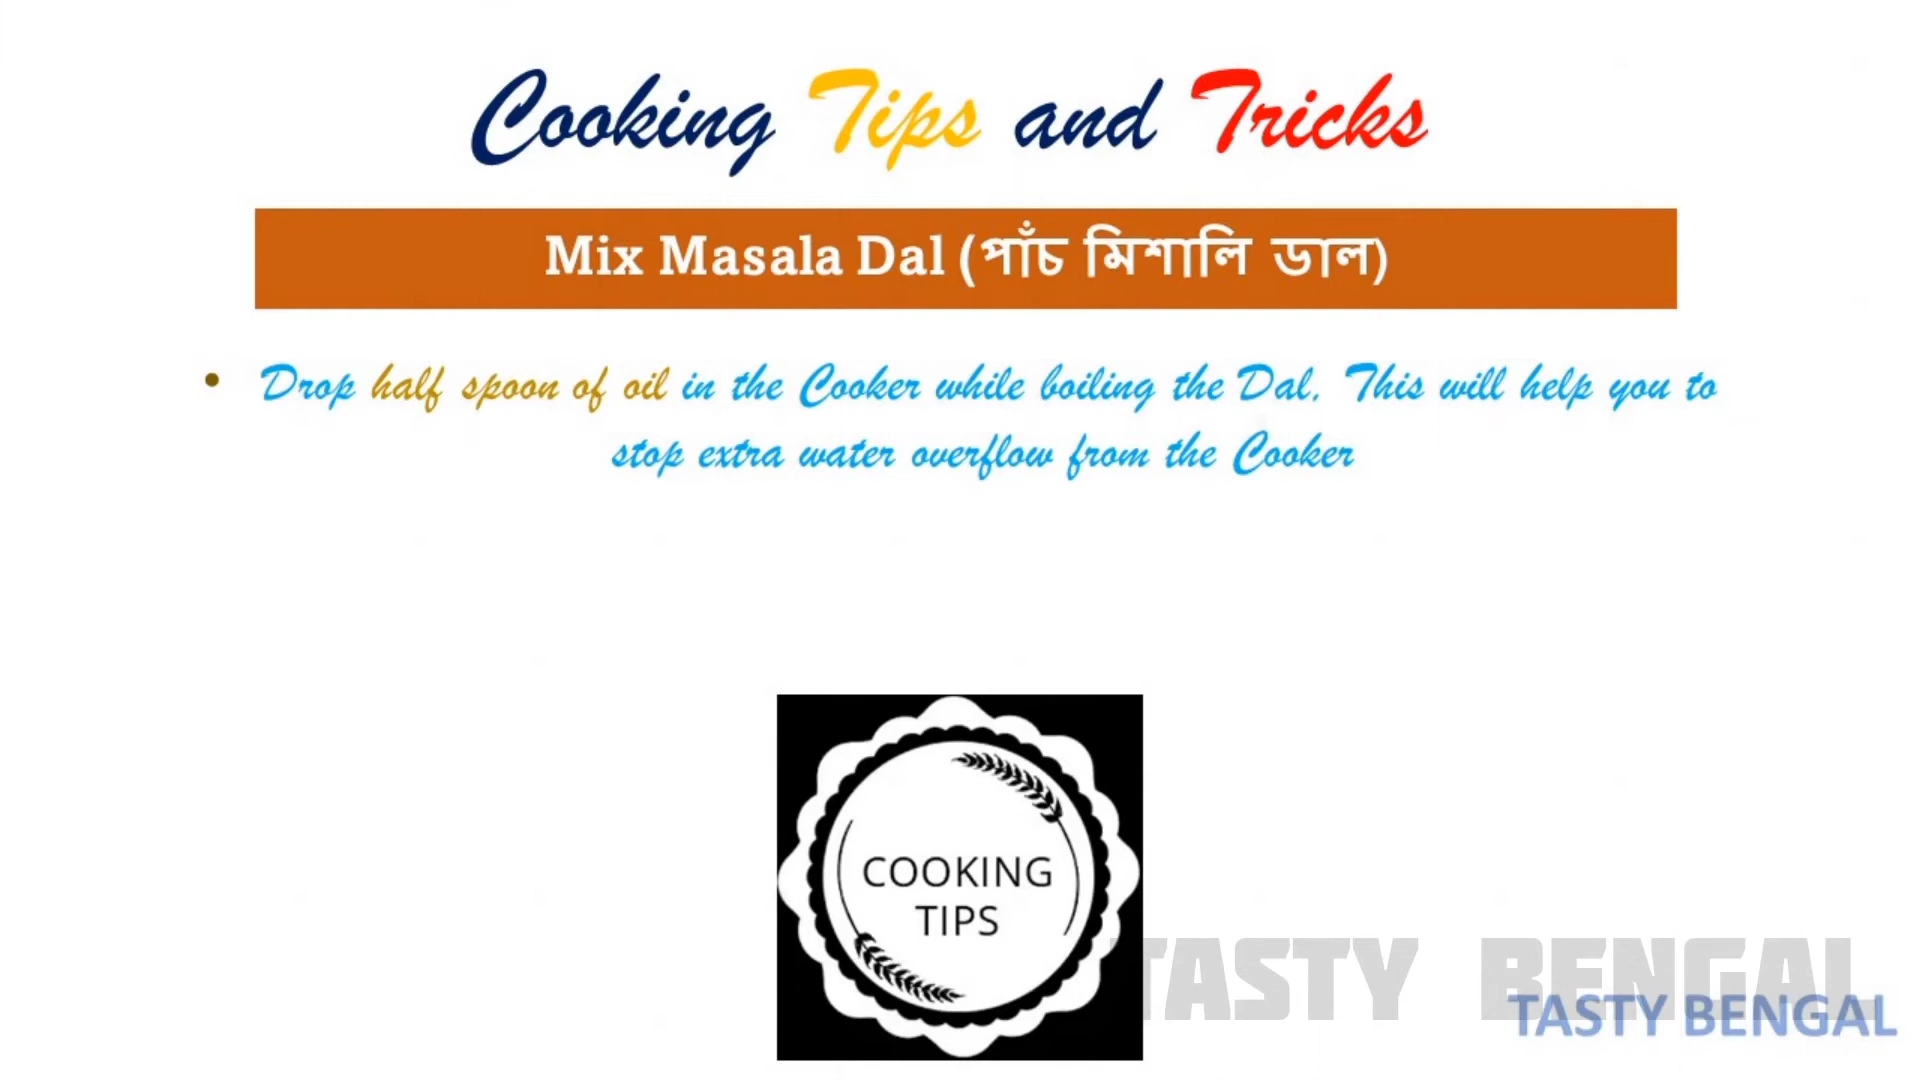 Cooking Tips and Tricks
Mix Masala Dal (পাঁচ মিশালি ডাল)
• Drop half spoon of oil in the Cooker while boiling the Dal. This will help you to
stop extra water overflow from the Cooker
COOKING
TIPS
TASTY BENGAL
TASTY BENGAL